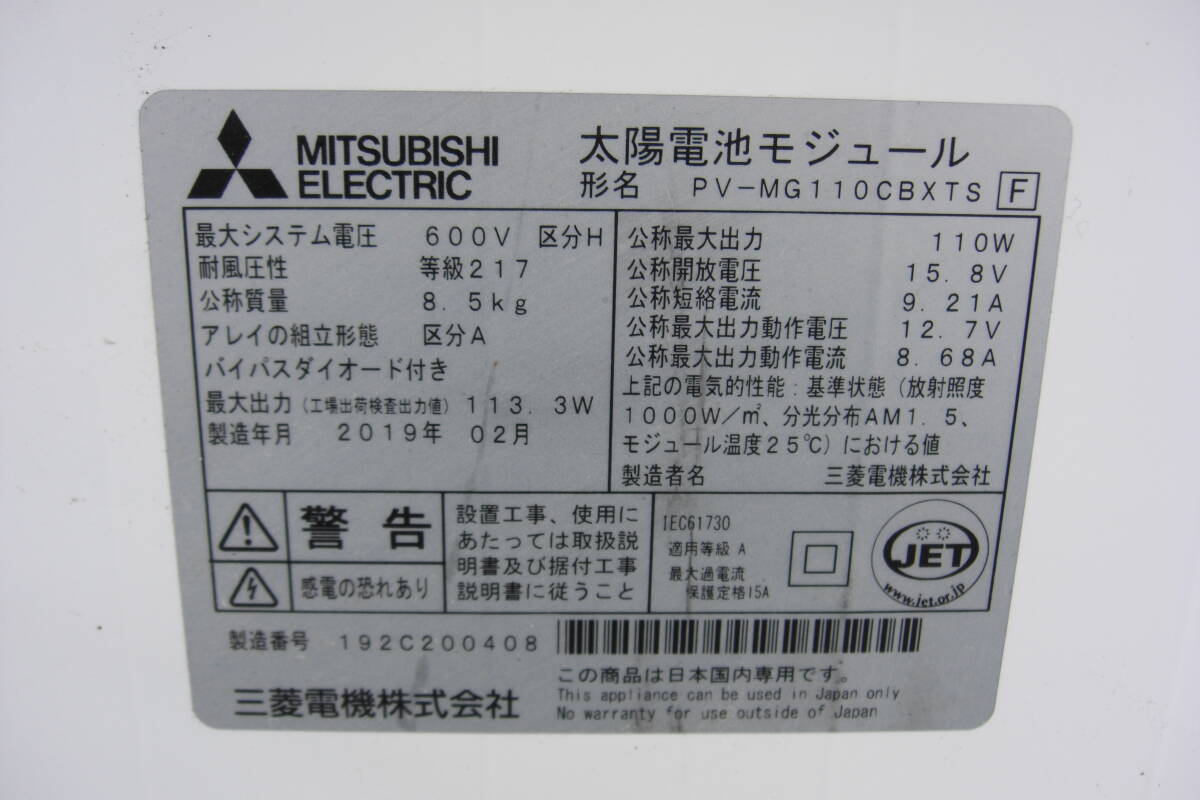 MITSUBISHI
ELECTRIC
太陽電池モジュール
形名 PV-MG110CBXTS F
最大システム電圧 600V 区分H
耐風圧性 等級217
公称質量 8.5kg
アレイの組立形態 区分A
バイパスダイオード付き
最大出力(工場出荷検査出力値) 113.3W
製造年月 2019年 02月
公称最大出力 110W
公称開放電圧 15.8V
公称短絡電流 9.21A
公称最大出力動作電圧 12.7V
公称最大出力動作電流 8.68A
上記の電気的性能:基準状態(放射照度
1000W/㎡、分光分布AM1.5、
モジュール温度25℃)における値
製造者名 三菱電機株式会社
警告
感電の恐れあり
設置工事、使用に
あたっては取扱説
明書及び据付工事
説明書に従うこと
IEC61730
適用等級 A
最大過電流
保護定格15A
JET
www.jet.or.jp
製造番号 192C200408
三菱電機株式会社
この商品は日本国内専用です。
This appliance can be used in Japan only
No warranty for use outside of Japan